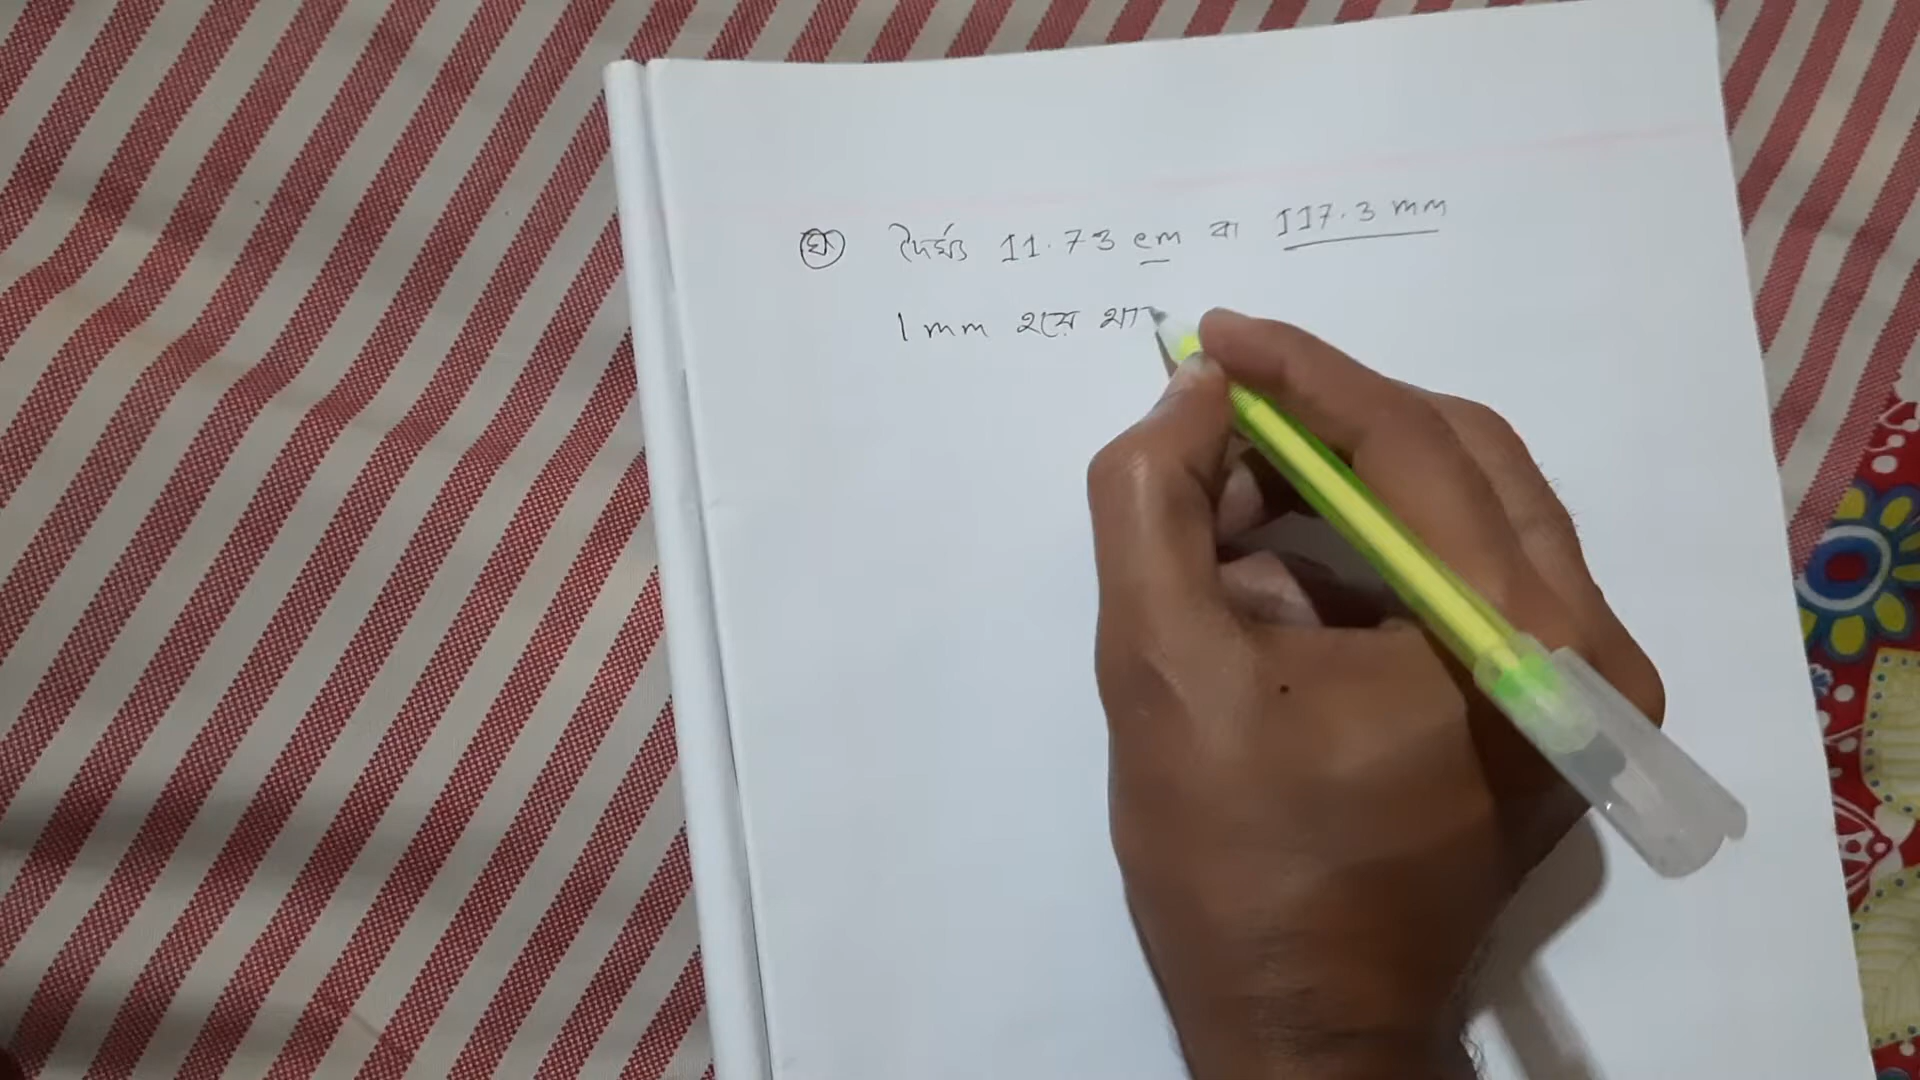 ঘ দৈর্ঘ্য 11.73 cm বা 117.3 mm
1 mm হয়ে